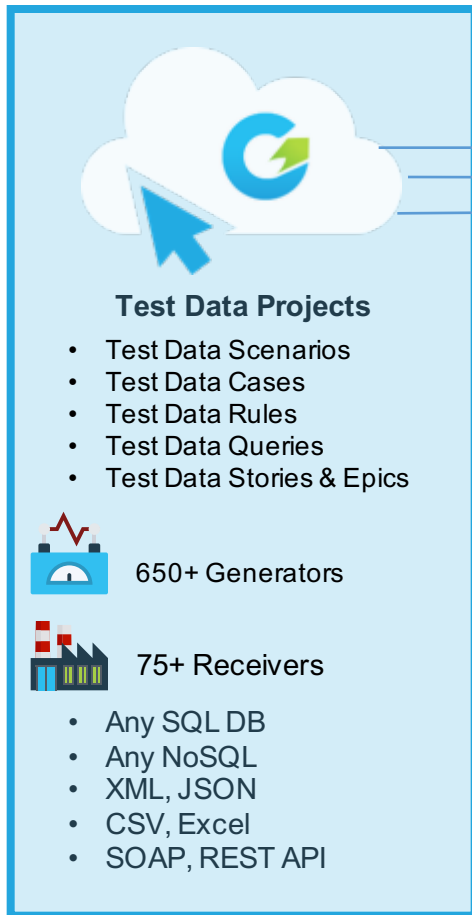 Test Data Projects
• Test Data Scenarios
• Test Data Cases
• Test Data Rules
• Test Data Queries
• Test Data Stories & Epics
650+ Generators
75+ Receivers
• Any SQL DB
• Any NoSQL
• XML, JSON
• CSV, Excel
• SOAP, REST API